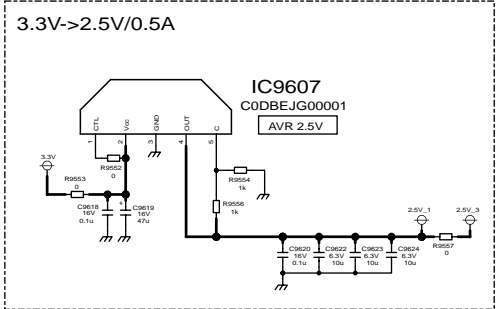 3.3V->2.5V/0.5A
IC9607
C0DBEJG00001
AVR 2.5V
CTL
Vcc
GND
OUT
C
1
2
3
4
5
3.3V
R9552
0
R9553
0
R9554
1k
R9556
1k
C9618
16V
0.1u
+
C9619
16V
47u
2.5V_1
2.5V_3
R9557
0
C9620
16V
0.1u
C9622
6.3V
10u
C9623
6.3V
10u
C9624
6.3V
10u